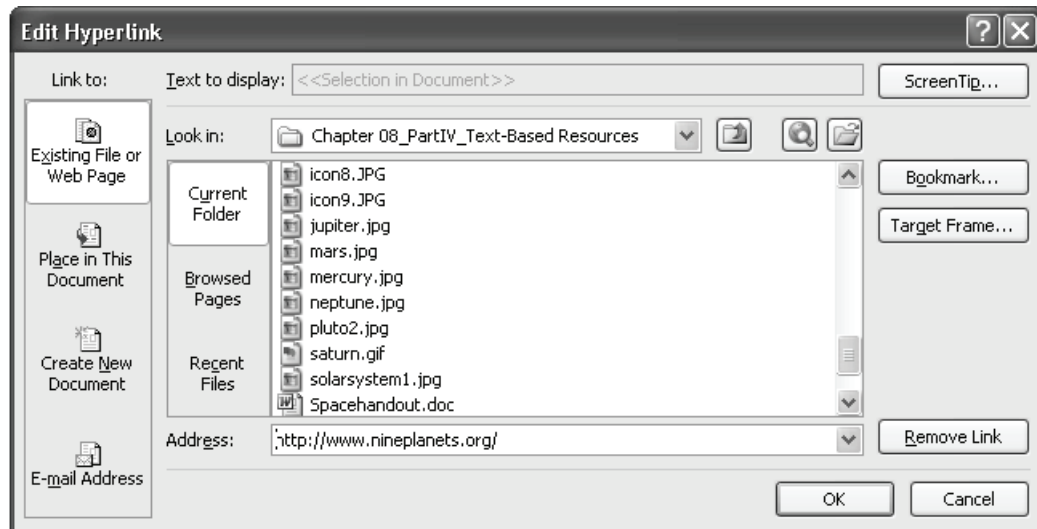 Edit Hyperlink
Link to:
Text to display:
<<Selection in Document>>
ScreenTip...
Existing File or
Web Page
Place in This
Document
Create New
Document
E-mail Address
Look in:
Chapter 08_PartIV_Text-Based Resources
Current
Folder
Browsed
Pages
Recent
Files
icon8.JPG
icon9.JPG
jupiter.jpg
mars.jpg
mercury.jpg
neptune.jpg
pluto2.jpg
saturn.gif
solarsystem1.jpg
Spacehandout.doc
Bookmark...
Target Frame...
Address:
http://www.nineplanets.org/
Remove Link
OK
Cancel